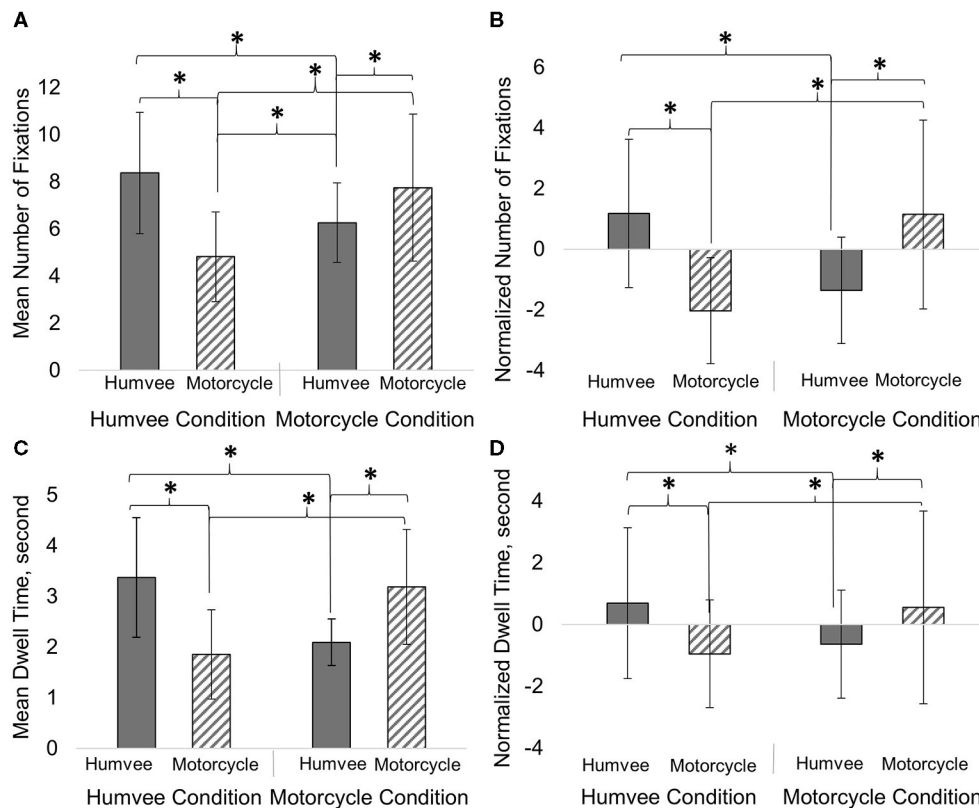 A
*
*
*
*
*
Mean Number of Fixations
12
10
8
6
4
2
0
Humvee Motorcycle Humvee Motorcycle
Humvee Condition Motorcycle Condition
B
*
*
*
*
Normalized Number of Fixations
6
4
2
0
-2
-4
Humvee Motorcycle Humvee Motorcycle
Humvee Condition Motorcycle Condition
C
*
*
*
*
Mean Dwell Time, second
5
4
3
2
1
0
Humvee Motorcycle Humvee Motorcycle
Humvee Condition Motorcycle Condition
D
*
*
*
*
Normalized Dwell Time, second
4
2
0
-2
-4
Humvee Motorcycle Humvee Motorcycle
Humvee Condition Motorcycle Condition